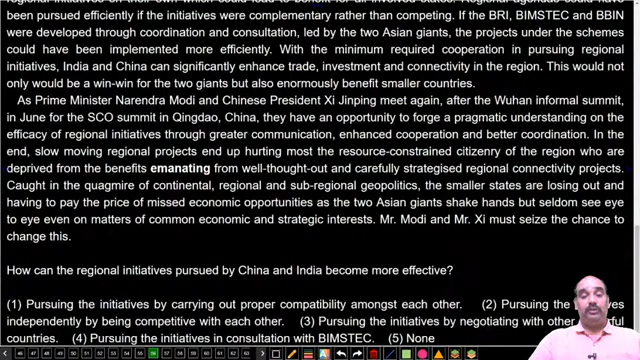 regional initiatives on their own which could lead to benefit for all involved states. Regional agendas could have
been pursued efficiently if the initiatives were complementary rather than competing. If the BRI, BIMSTEC and BBIN
were developed through coordination and consultation, led by the two Asian giants, the projects under the schemes
could have been implemented more efficiently. With the minimum required cooperation in pursuing regional
initiatives, India and China can significantly enhance trade, investment and connectivity in the region. This would not
only would be a win-win for the two giants but also enormously benefit smaller countries.
As Prime Minister Narendra Modi and Chinese President Xi Jinping meet again, after the Wuhan informal summit,
in June for the SCO summit in Qingdao, China, they have an opportunity to forge a pragmatic understanding on
the efficacy of regional initiatives through greater communication, enhanced cooperation and better coordination. In the
end, slow moving regional projects end up hurting most the resource-constrained citizenry of the region who are
deprived from the benefits emanating from well-thought-out and carefully strategised regional connectivity projects.
Caught in the quagmire of continental, regional and sub-regional geopolitics, the smaller states are losing out and
having to pay the price of missed economic opportunities as the two Asian giants shake hands but seldom see eye
to eye even on matters of common economic and strategic interests. Mr. Modi and Mr. Xi must seize the chance to
change this.
How can the regional initiatives pursued by China and India become more effective?
(1) Pursuing the initiatives by carrying out proper compatibility amongst each other. (2) Pursuing the
independently by being competitive with each other. (3) Pursuing the initiatives by negotiating with other
countries. (4) Pursuing the initiatives in consultation with BIMSTEC. (5) None